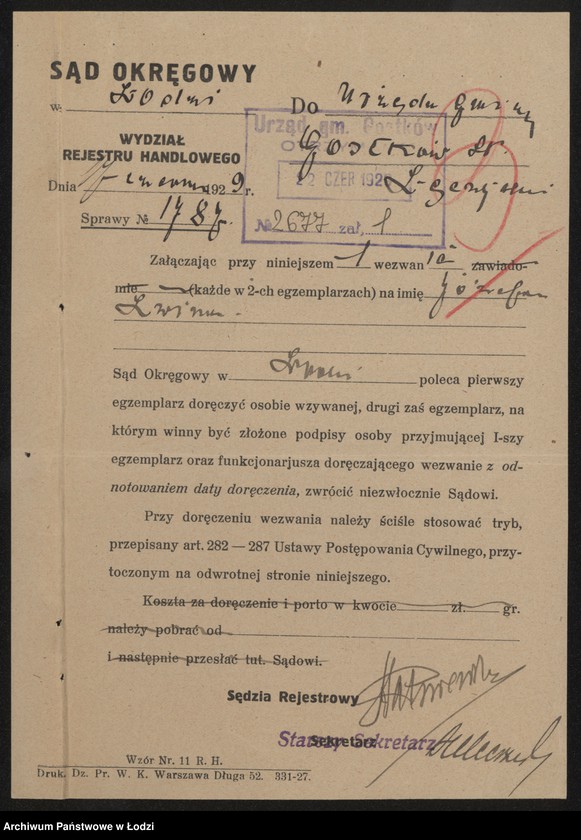 SĄD OKRĘGOWY
w Łodzi
Do Urzędu Gminy
WYDZIAŁ
REJESTRU HANDLOWEGO
Urząd gm. Gostków
Gostków st.
Dnia 1929 r.
22 CZER 192
Sprawy № 1787
№ 2677 zał. 1
Załączając przy niniejszem 1 wezwanie zawiado-
mie (każde w 2-ch egzemplarzach) na imię Józefa
Sąd Okręgowy w Łodzi poleca pierwszy
egzemplarz doręczyć osobie wzywanej, drugi zaś egzemplarz, na
którym winny być złożone podpisy osoby przyjmującej I-szy
egzemplarz oraz funkcjonarjusza doręczającego wezwanie z od-
notowaniem daty doręczenia, zwrócić niezwłocznie Sądowi.
Przy doręczeniu wezwania należy ściśle stosować tryb,
przepisany art. 282 — 287 Ustawy Postępowania Cywilnego, przy-
toczonym na odwrotnej stronie niniejszego.
Koszta za doręczenie i porto w kwocie zł. gr.
należy pobrać od
i następnie przesłać tut. Sądowi.
Sędzia Rejestrowy
Starszy Sekretarz
Sekretarz
Wzór Nr. 11 R. H.
Druk. Dz. Pr. W. K. Warszawa Długa 52. 331-27.
Archiwum Państwowe w Łodzi